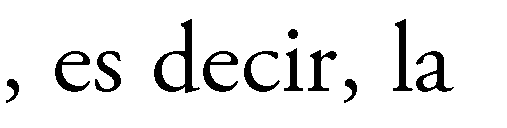 , es decir, la